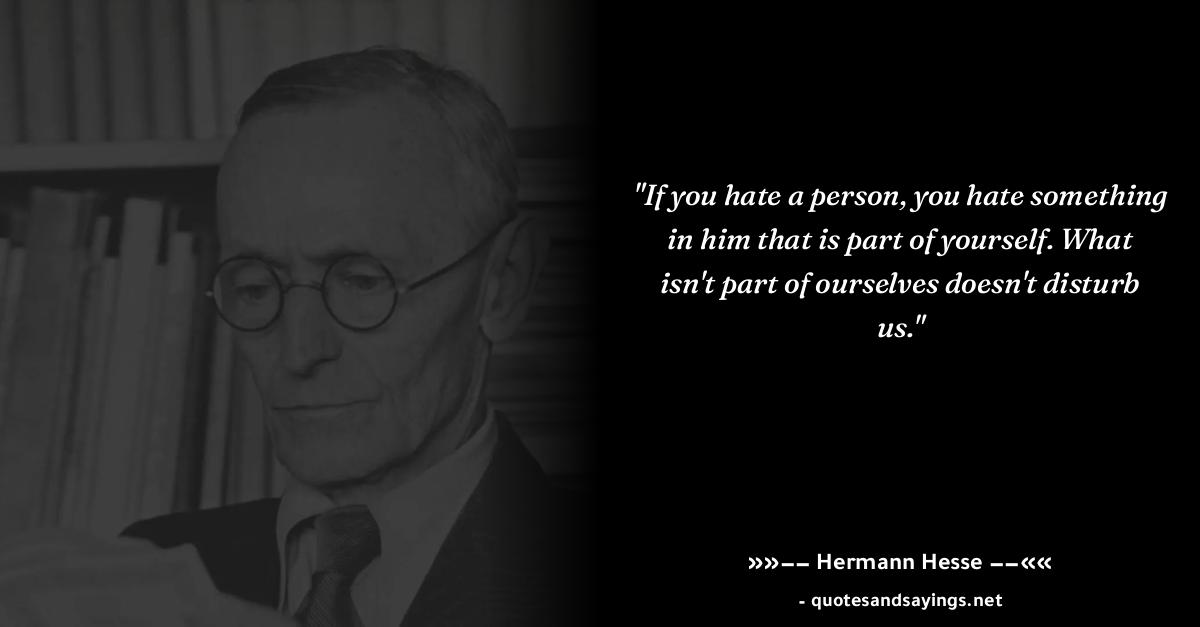 "If you hate a person, you hate something
in him that is part of yourself. What
isn't part of ourselves doesn't disturb
us."
»»−− Hermann Hesse −−««
- quotesandsayings.net